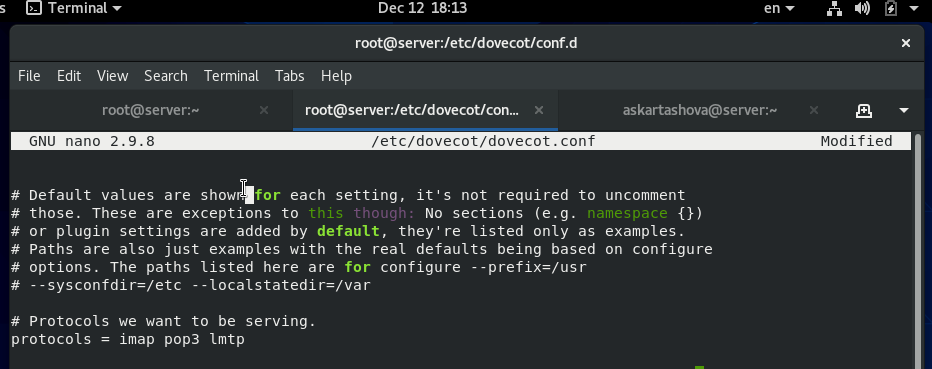 s Terminal Dec 12 18:13 en
root@server:/etc/dovecot/conf.d ×
File Edit View Search Terminal Tabs Help
root@server:~ × root@server:/etc/dovecot/con... × askartashova@server:~ ×
GNU nano 2.9.8 /etc/dovecot/dovecot.conf Modified
# Default values are shown for each setting, it's not required to uncomment
# those. These are exceptions to this though: No sections (e.g. namespace {})
# or plugin settings are added by default, they're listed only as examples.
# Paths are also just examples with the real defaults being based on configure
# options. The paths listed here are for configure --prefix=/usr
# --sysconfdir=/etc --localstatedir=/var
# Protocols we want to be serving.
protocols = imap pop3 lmtp